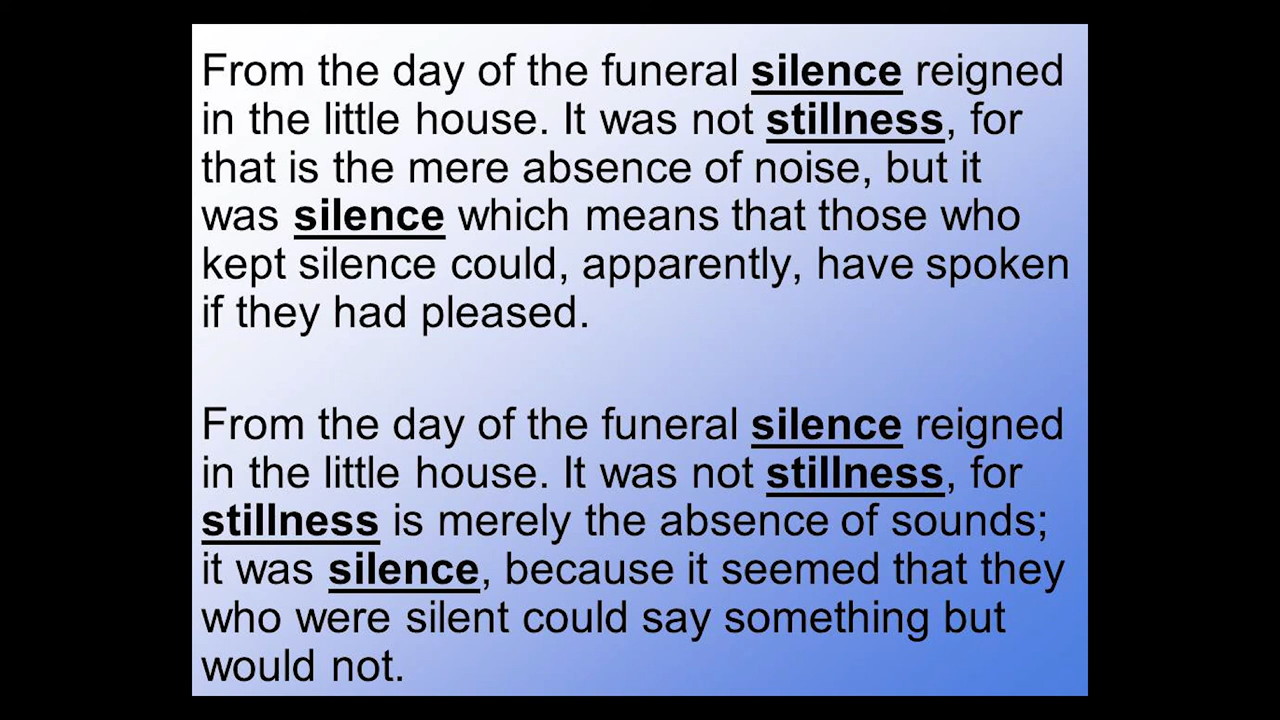 From the day of the funeral silence reigned
in the little house. It was not stillness, for
that is the mere absence of noise, but it
was silence which means that those who
kept silence could, apparently, have spoken
if they had pleased.
From the day of the funeral silence reigned
in the little house. It was not stillness, for
stillness is merely the absence of sounds;
it was silence, because it seemed that they
who were silent could say something but
would not.